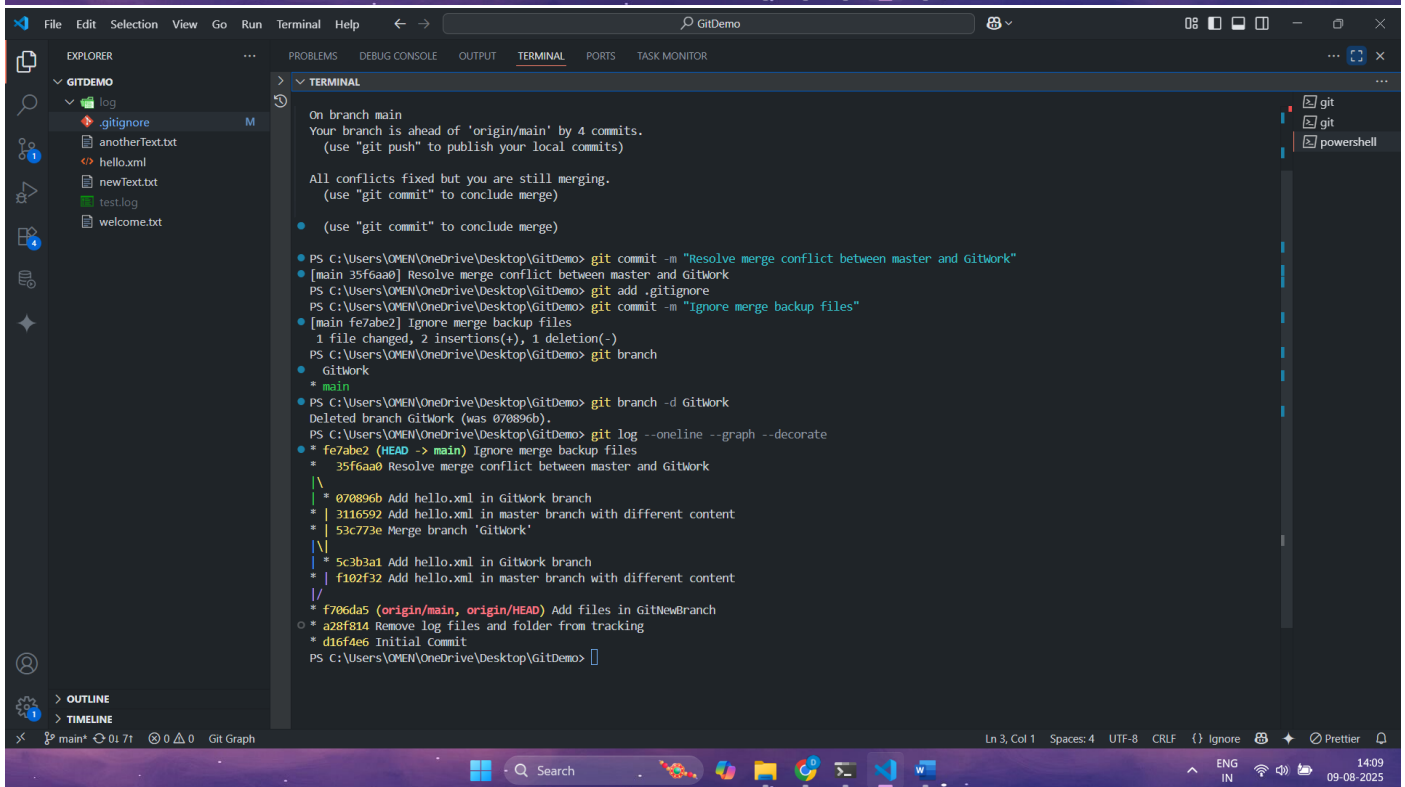 File Edit Selection View Go Run Terminal Help
GitDemo
EXPLORER
GITDEMO
log
.gitignore M
anotherText.txt
hello.xml
newText.txt
test.log
welcome.txt
OUTLINE
TIMELINE
PROBLEMS DEBUG CONSOLE OUTPUT TERMINAL PORTS TASK MONITOR
TERMINAL
On branch main
Your branch is ahead of 'origin/main' by 4 commits.
(use "git push" to publish your local commits)
All conflicts fixed but you are still merging.
(use "git commit" to conclude merge)
(use "git commit" to conclude merge)
PS C:\Users\OMEN\OneDrive\Desktop\GitDemo> git commit -m "Resolve merge conflict between master and GitWork"
[main 35f6aa0] Resolve merge conflict between master and GitWork
PS C:\Users\OMEN\OneDrive\Desktop\GitDemo> git add .gitignore
PS C:\Users\OMEN\OneDrive\Desktop\GitDemo> git commit -m "Ignore merge backup files"
[main fe7abe2] Ignore merge backup files
1 file changed, 2 insertions(+), 1 deletion(-)
PS C:\Users\OMEN\OneDrive\Desktop\GitDemo> git branch
GitWork
* main
PS C:\Users\OMEN\OneDrive\Desktop\GitDemo> git branch -d GitWork
Deleted branch GitWork (was 070896b).
PS C:\Users\OMEN\OneDrive\Desktop\GitDemo> git log --oneline --graph --decorate
* fe7abe2 (HEAD -> main) Ignore merge backup files
*   35f6aa0 Resolve merge conflict between master and GitWork
|\
| * 070896b Add hello.xml in GitWork branch
* | 3116592 Add hello.xml in master branch with different content
* | 53c773e Merge branch 'GitWork'
|\|
| * 5c3b3a1 Add hello.xml in GitWork branch
* | f102f32 Add hello.xml in master branch with different content
|/
* f706da5 (origin/main, origin/HEAD) Add files in GitNewBranch
* a28f814 Remove log files and folder from tracking
* d16f4e6 Initial Commit
PS C:\Users\OMEN\OneDrive\Desktop\GitDemo>
git
git
powershell
1
4
1
main* 0↓ 7↑ 0 0 Git Graph
Ln 3, Col 1 Spaces: 4 UTF-8 CRLF {} Ignore Prettier
Search
ENG
IN
14:09
09-08-2025